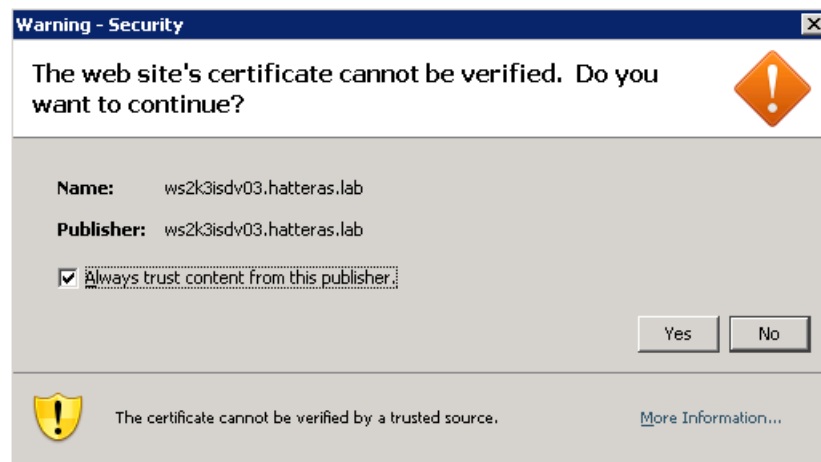 Warning - Security
The web site's certificate cannot be verified. Do you
want to continue?
Name: ws2k3isdv03.hatteras.lab
Publisher: ws2k3isdv03.hatteras.lab
Always trust content from this publisher.
Yes No
The certificate cannot be verified by a trusted source. More Information...